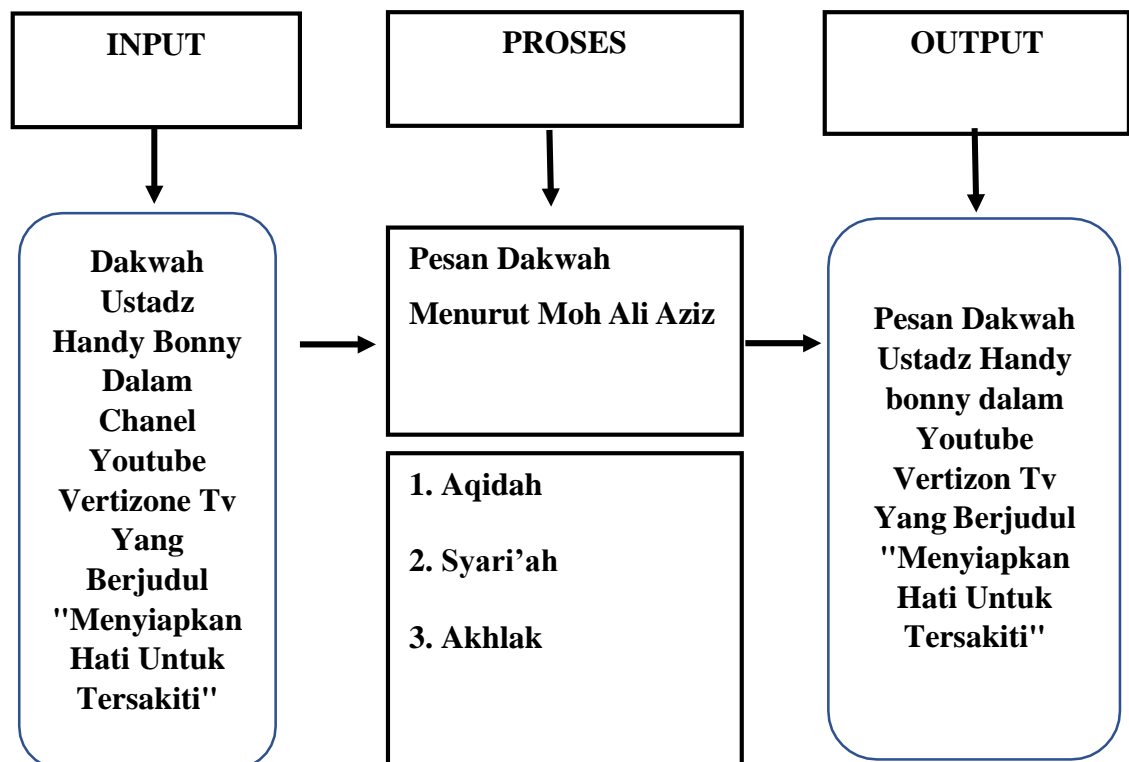 INPUT
PROSES
OUTPUT
Dakwah
Ustadz
Handy Bonny
Dalam
Chanel
Youtube
Vertizone Tv
Yang
Berjudul
"Menyiapkan
Hati Untuk
Tersakiti"
Pesan Dakwah
Menurut Moh Ali Aziz
1. Aqidah
2. Syari’ah
3. Akhlak
Pesan Dakwah
Ustadz Handy
bonny dalam
Youtube
Vertizon Tv
Yang Berjudul
"Menyiapkan
Hati Untuk
Tersakiti"